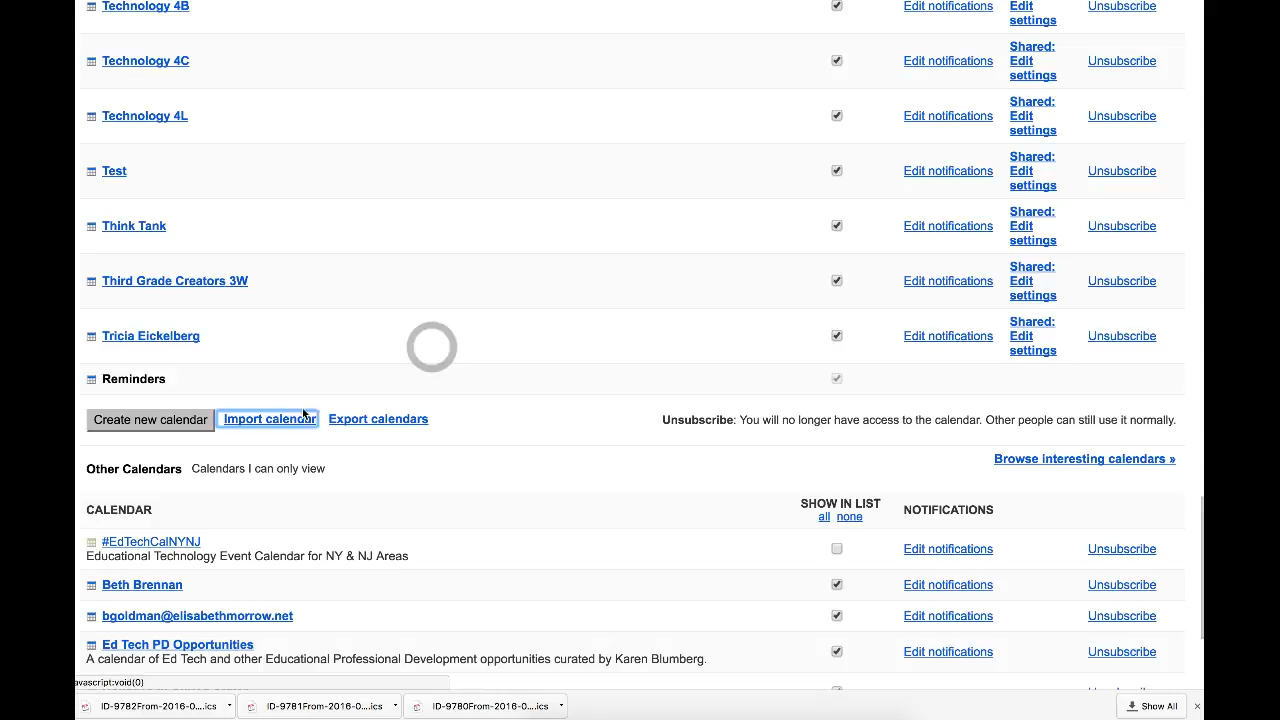 Technology 4B Edit notifications Edit settings Unsubscribe
Technology 4C Edit notifications Shared: Edit settings Unsubscribe
Technology 4L Edit notifications Shared: Edit settings Unsubscribe
Test Edit notifications Shared: Edit settings Unsubscribe
Think Tank Edit notifications Shared: Edit settings Unsubscribe
Third Grade Creators 3W Edit notifications Shared: Edit settings Unsubscribe
Tricia Eickelberg Edit notifications Shared: Edit settings Unsubscribe
Reminders
Create new calendar Import calendar Export calendars Unsubscribe: You will no longer have access to the calendar. Other people can still use it normally.
Other Calendars Calendars I can only view Browse interesting calendars »
CALENDAR SHOW IN LIST NOTIFICATIONS
all none
#EdTechCalNYNJ Edit notifications Unsubscribe
Educational Technology Event Calendar for NY & NJ Areas
Beth Brennan Edit notifications Unsubscribe
bgoldman@elisabethmorrow.net Edit notifications Unsubscribe
Ed Tech PD Opportunities Edit notifications Unsubscribe
A calendar of Ed Tech and other Educational Professional Development opportunities curated by Karen Blumberg.
avascript:void(0)
ID-9782From-2016-0....ics ID-9781From-2016-0....ics ID-9780From-2016-0....ics Show All